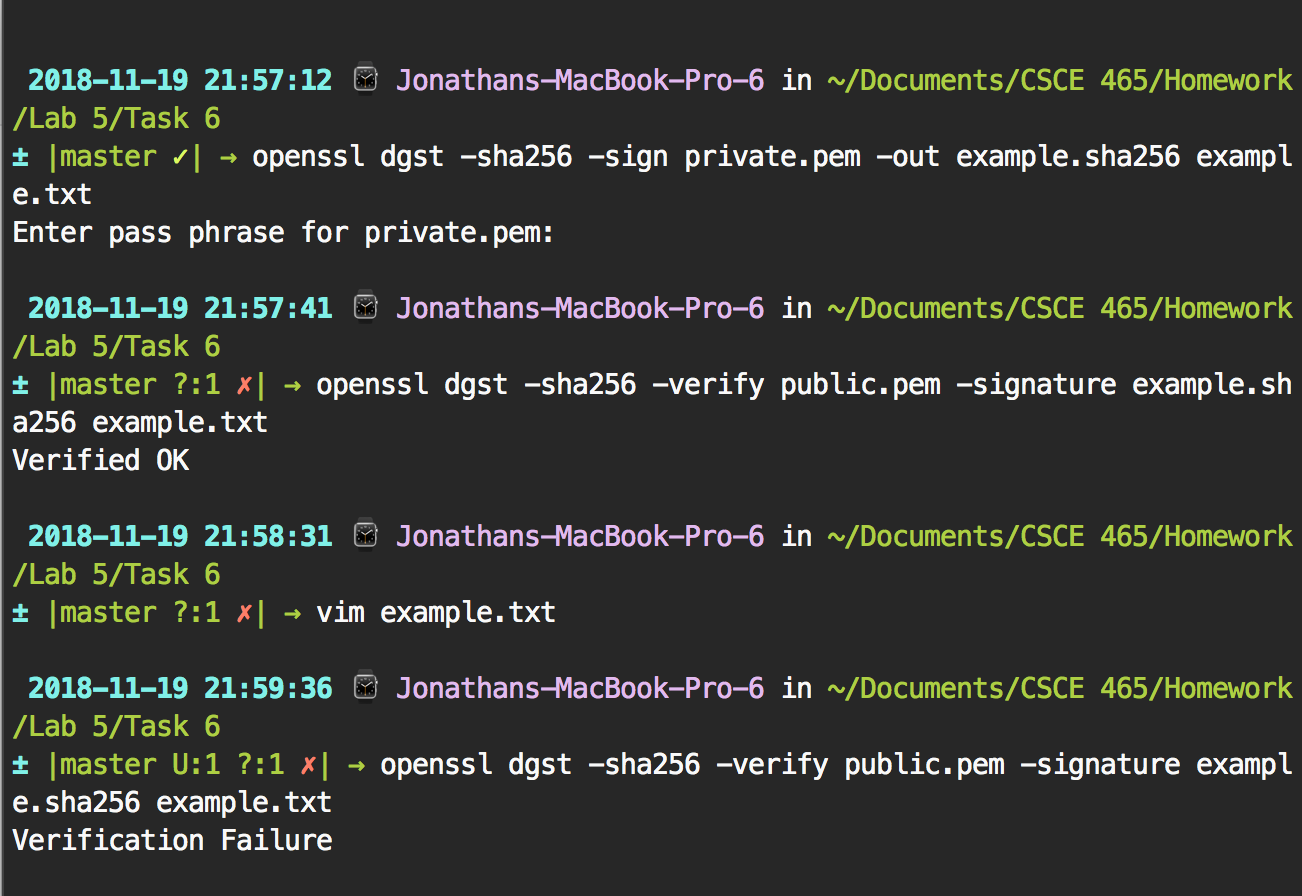 2018-11-19 21:57:12 ⌚ Jonathans-MacBook-Pro-6 in ~/Documents/CSCE 465/Homework
/Lab 5/Task 6
± |master ✓| → openssl dgst -sha256 -sign private.pem -out example.sha256 exampl
e.txt
Enter pass phrase for private.pem:
2018-11-19 21:57:41 ⌚ Jonathans-MacBook-Pro-6 in ~/Documents/CSCE 465/Homework
/Lab 5/Task 6
± |master ?:1 ✗| → openssl dgst -sha256 -verify public.pem -signature example.sh
a256 example.txt
Verified OK
2018-11-19 21:58:31 ⌚ Jonathans-MacBook-Pro-6 in ~/Documents/CSCE 465/Homework
/Lab 5/Task 6
± |master ?:1 ✗| → vim example.txt
2018-11-19 21:59:36 ⌚ Jonathans-MacBook-Pro-6 in ~/Documents/CSCE 465/Homework
/Lab 5/Task 6
± |master U:1 ?:1 ✗| → openssl dgst -sha256 -verify public.pem -signature exampl
e.sha256 example.txt
Verification Failure